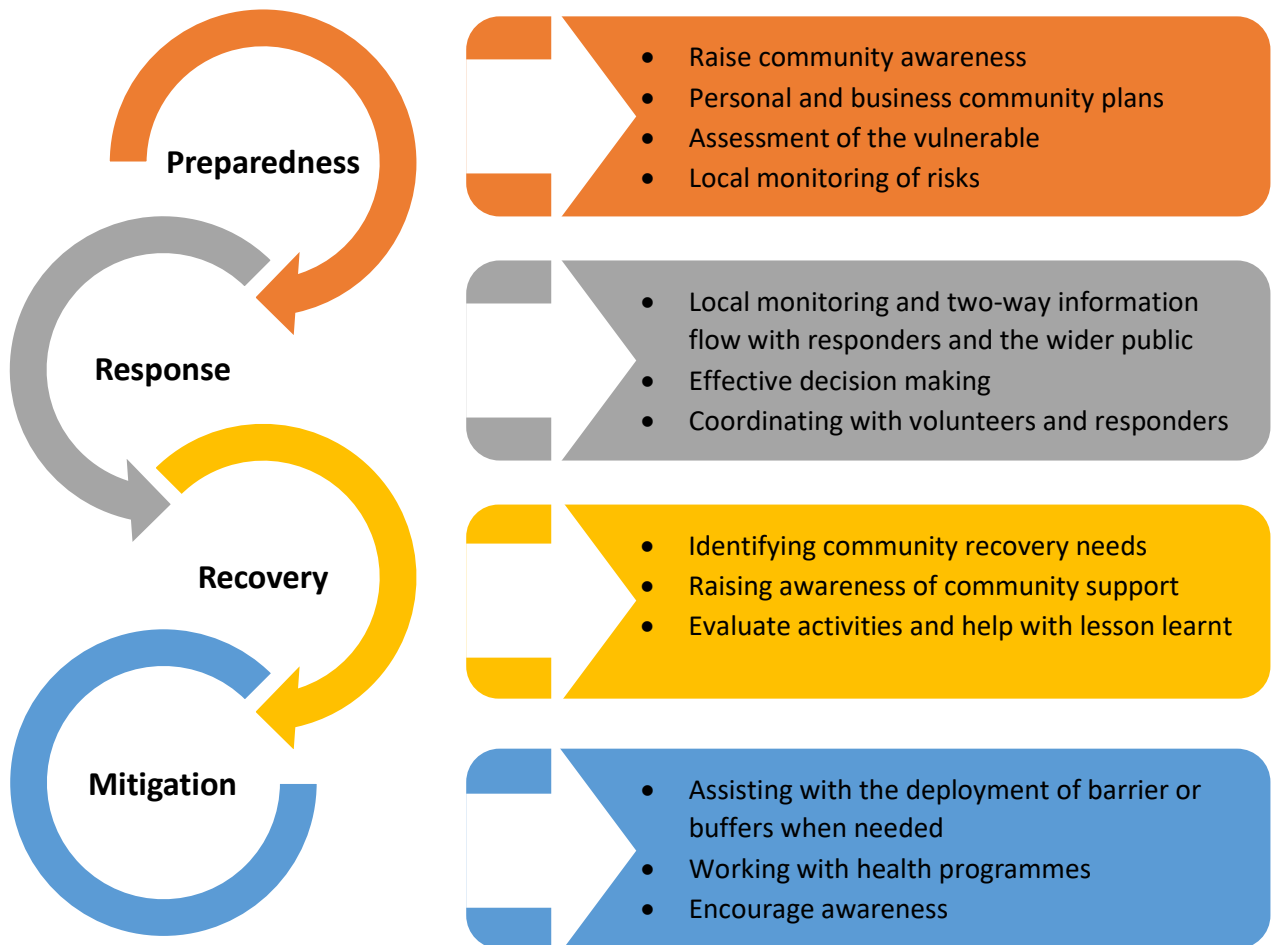 Preparedness
• Raise community awareness
• Personal and business community plans
• Assessment of the vulnerable
• Local monitoring of risks
Response
• Local monitoring and two-way information
flow with responders and the wider public
• Effective decision making
• Coordinating with volunteers and responders
Recovery
• Identifying community recovery needs
• Raising awareness of community support
• Evaluate activities and help with lesson learnt
Mitigation
• Assisting with the deployment of barrier or
buffers when needed
• Working with health programmes
• Encourage awareness